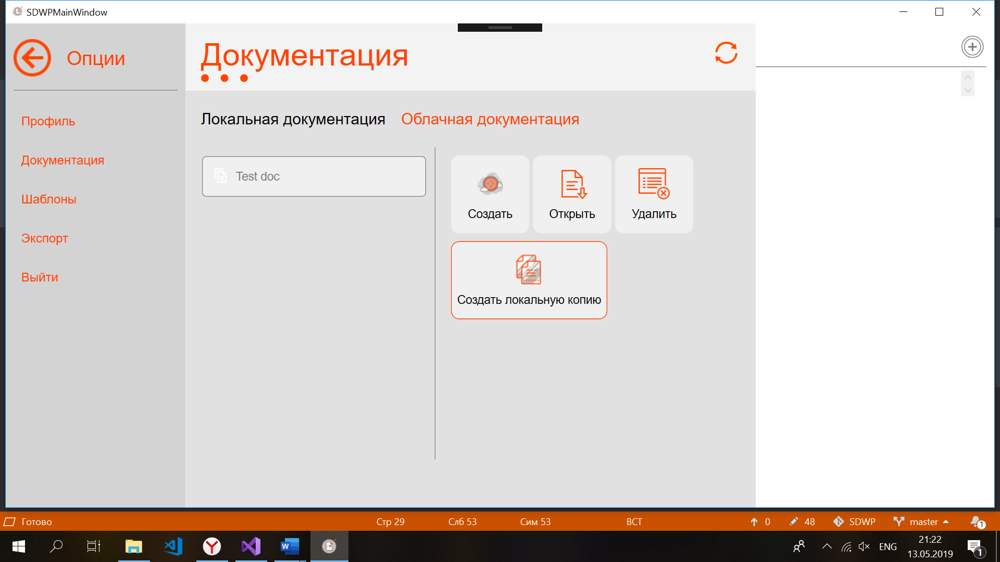 SDWPMainWindow
Опции
Документация
Профиль
Документация
Шаблоны
Экспорт
Выйти
Локальная документация Облачная документация
Test doc
Создать
Открыть
Удалить
Создать локальную копию
Готово
Стр 29
Слб 53
Сим 53
ВСТ
0
48
SDWP
master
1
ENG
21:22
13.05.2019
1